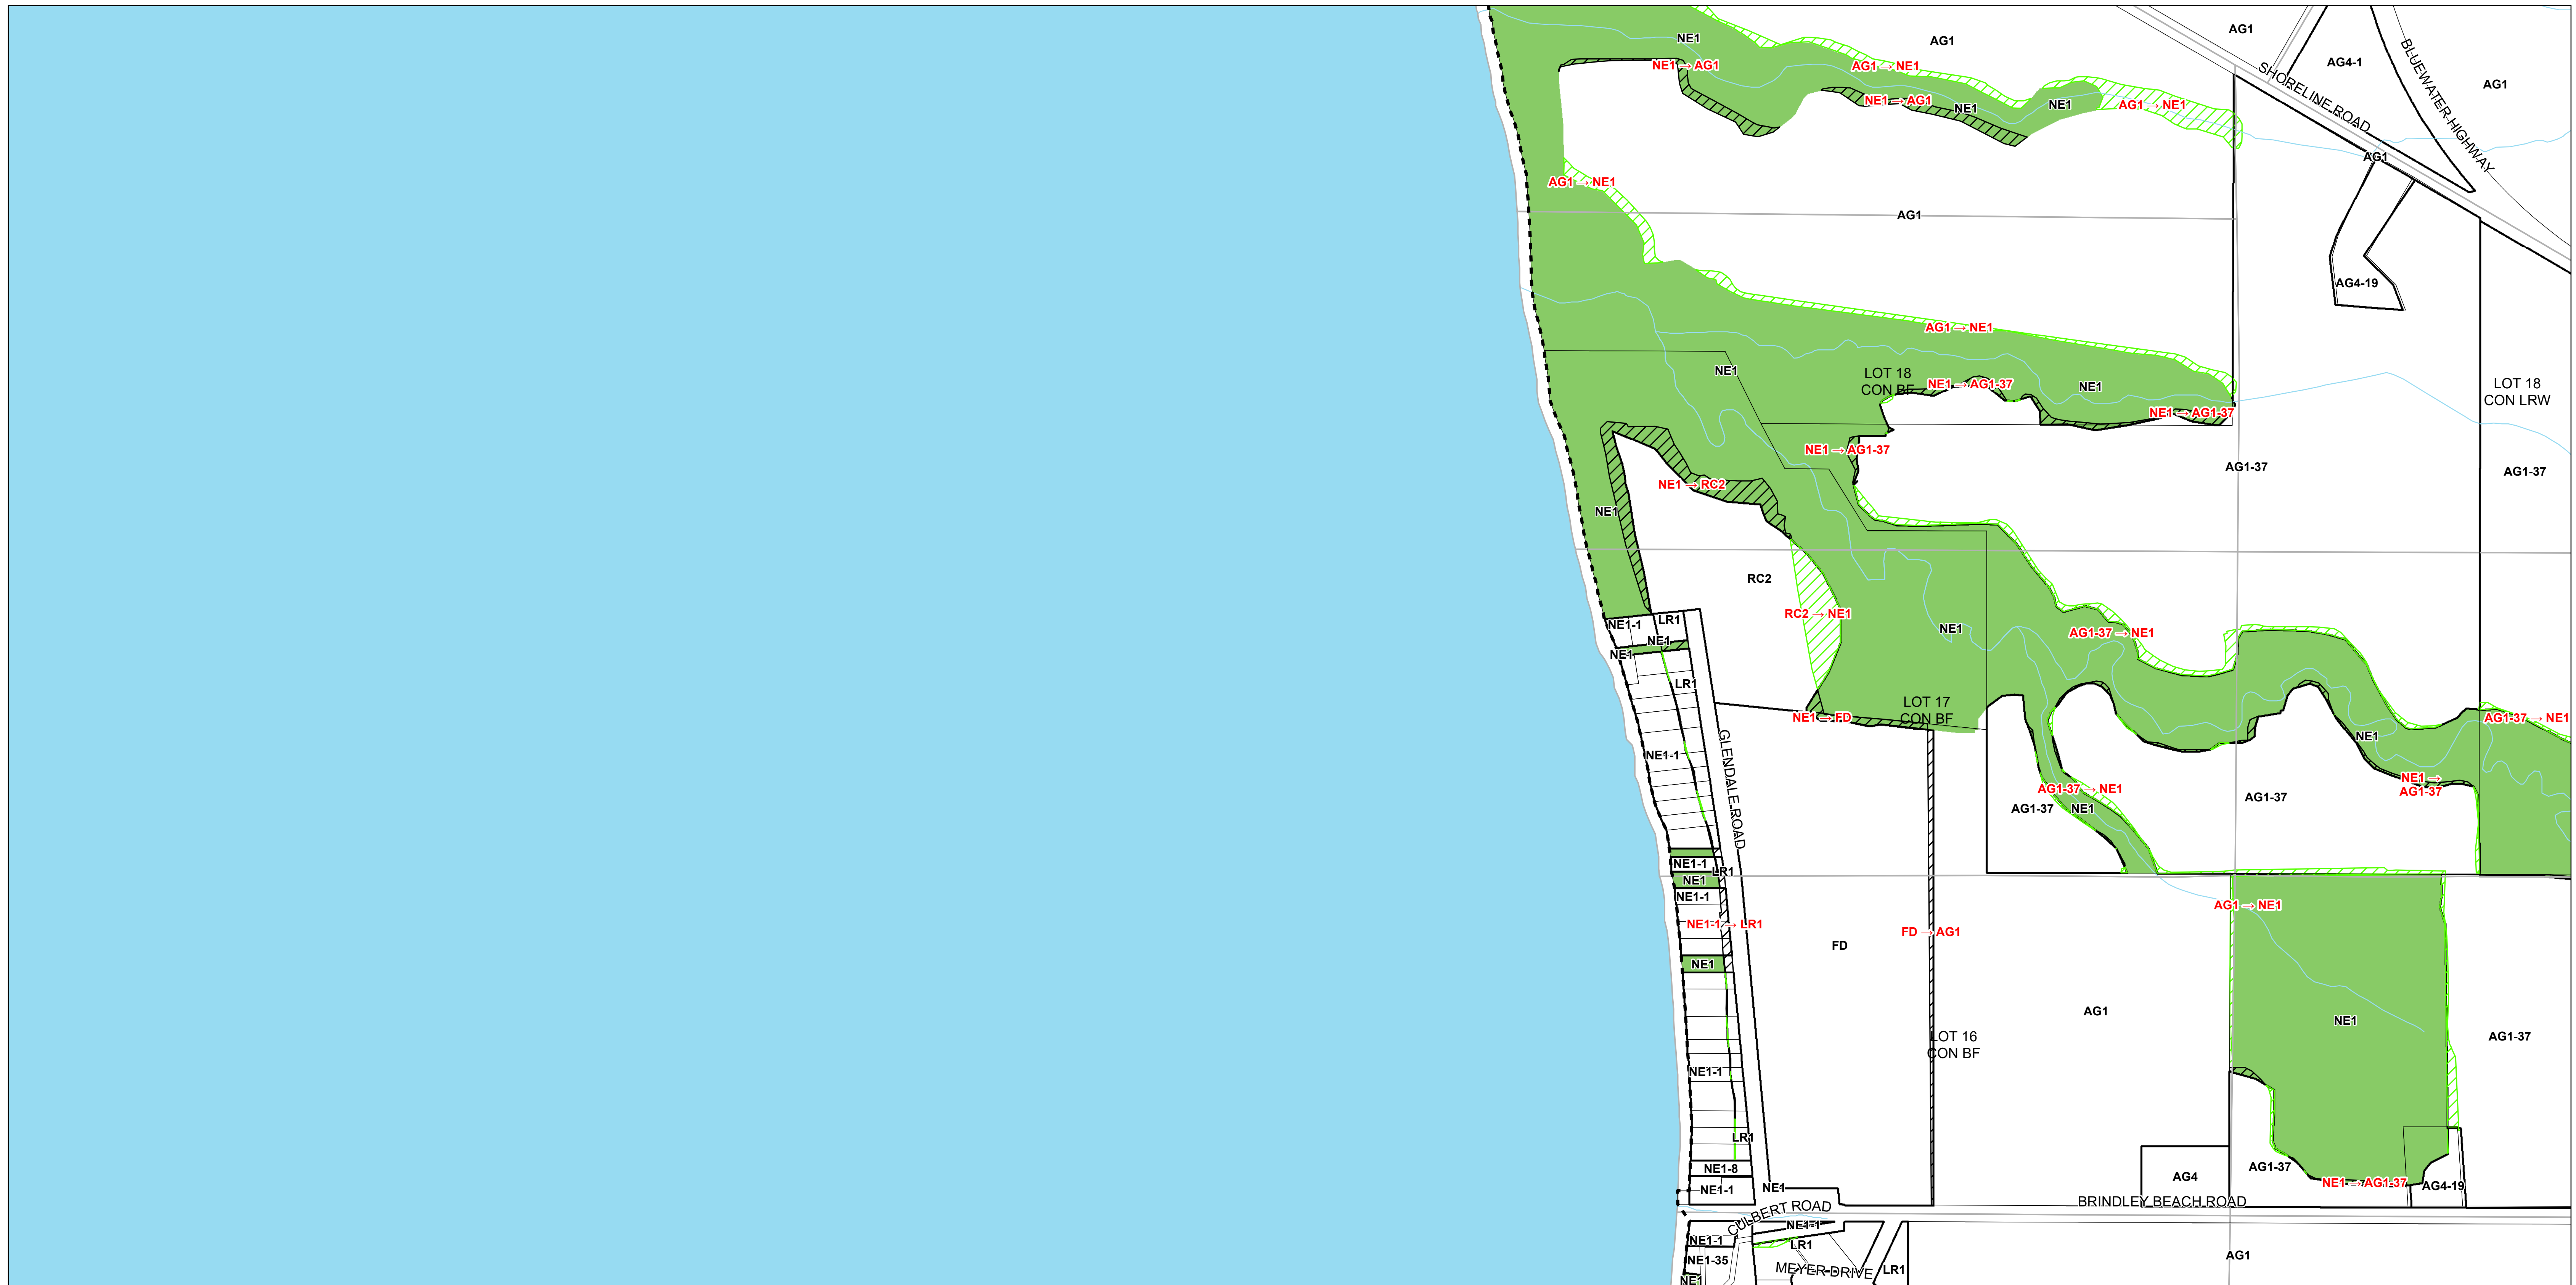 AG1
NE1
AG1
AG4-1
BLUEWATER HIGHWAY
AG1
NE1 → AG1
AG1 → NE1
SHORELINE ROAD
NE1 → AG1
NE1
NE1
AG1 → NE1
AG1
AG1 → NE1
AG1
AG4-19
AG1 → NE1
NE1
LOT 18
CON BF
NE1 → AG1-37
NE1
LOT 18
CON LRW
NE1 → AG1-37
NE1 → AG1-37
AG1-37
AG1-37
NE1 → RC2
NE1
RC2
RC2 → NE1
NE1-1
LR1
NE1
NE1
NE1
AG1-37 → NE1
LR1
LOT 17
CON BF
NE1 → FD
AG1-37 → NE1
NE1
NE1-1
GLENDALE ROAD
NE1 →
AG1-37
AG1-37 → NE1
AG1-37
NE1
AG1-37
NE1-1
LR1
NE1
NE1-1
AG1 → NE1
NE1-1 → LR1
FD
FD → AG1
NE1
AG1
NE1
LOT 16
CON BF
AG1-37
NE1-1
LR1
NE1-8
AG1-37
AG4
NE1-1
NE1
NE1 → AG1-37
AG4-19
BRINDLEY BEACH ROAD
CULBERT ROAD
NE1-1
NE1-1
LR1
AG1
NE1-35
MEYER DRIVE
LR1
NE1